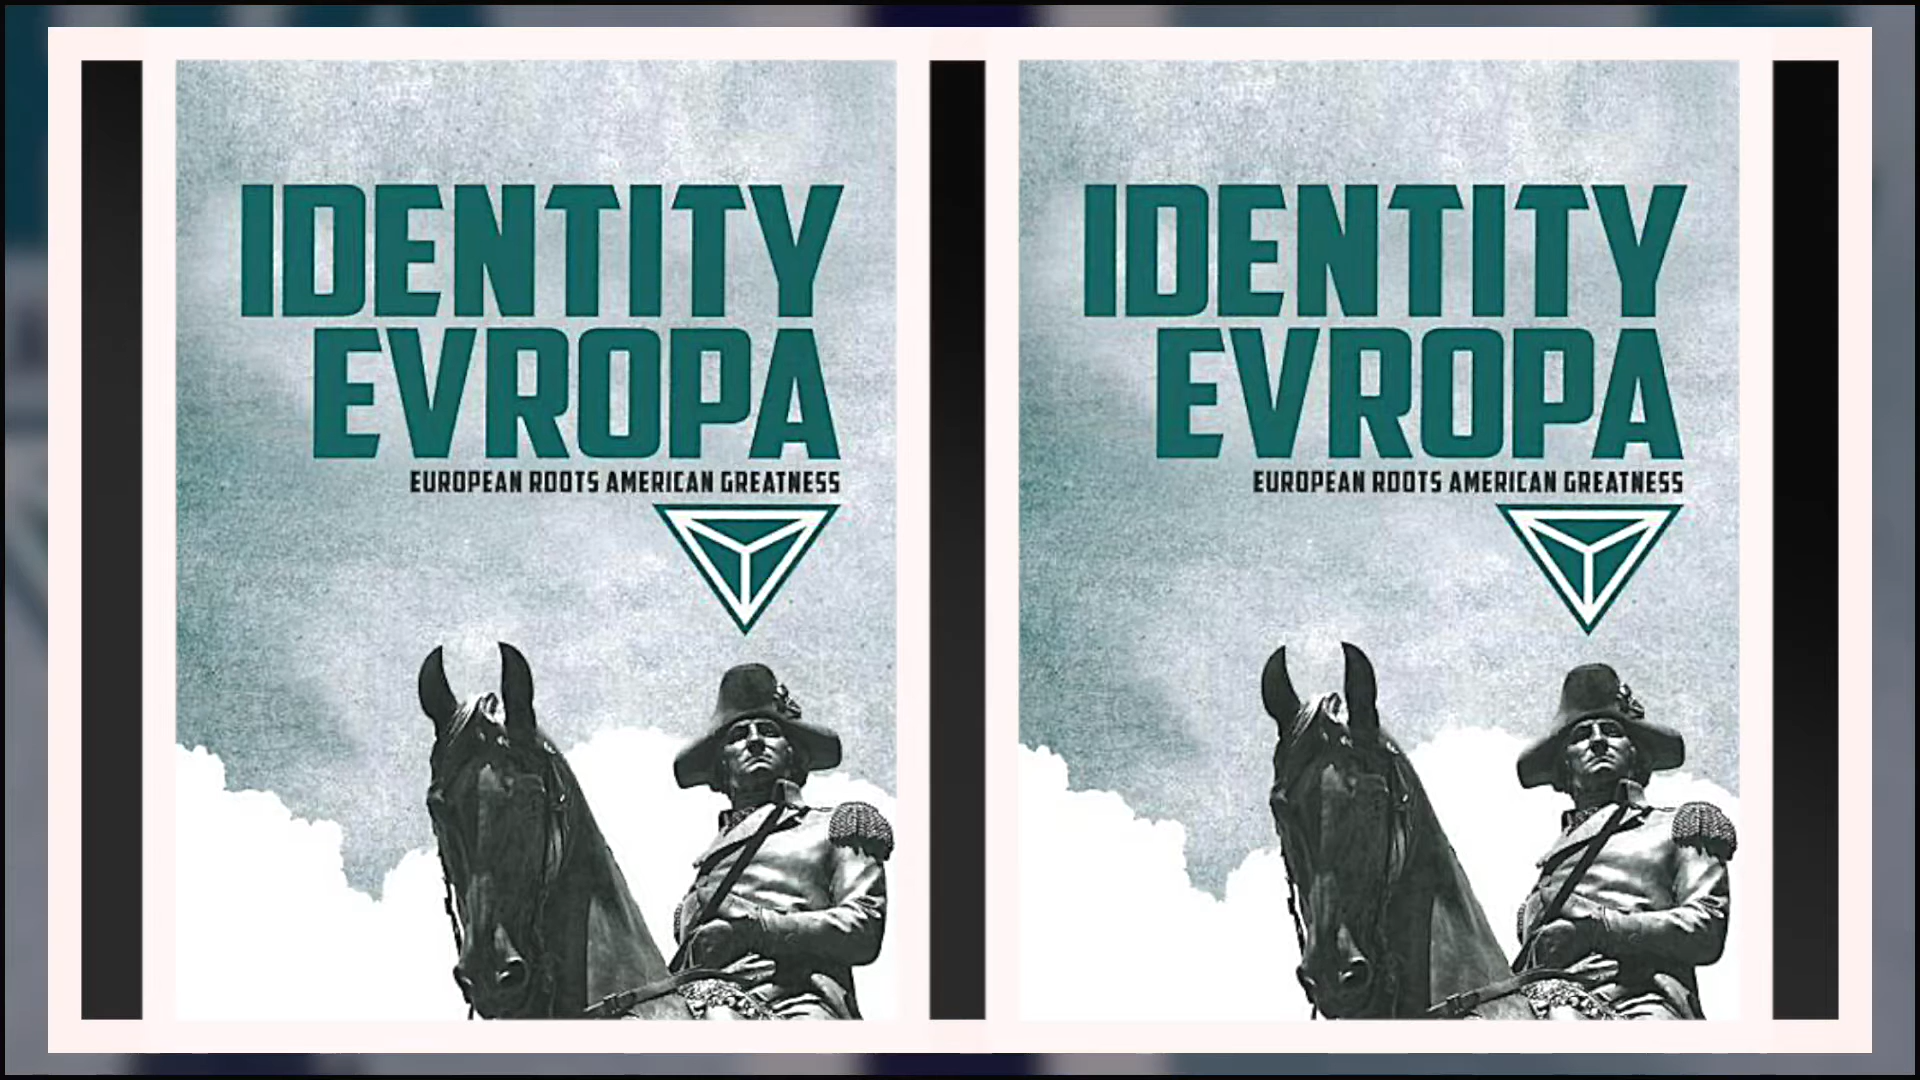 IDENTITY
EVROPA
EUROPEAN ROOTS AMERICAN GREATNESS
IDENTITY
EVROPA
EUROPEAN ROOTS AMERICAN GREATNESS